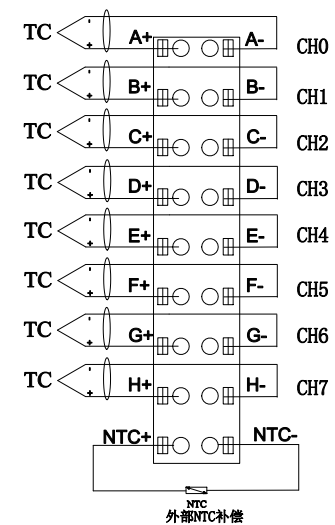 TC - + A+ A- CH0
TC - + B+ B- CH1
TC - + C+ C- CH2
TC - + D+ D- CH3
TC - + E+ E- CH4
TC - + F+ F- CH5
TC - + G+ G- CH6
TC - + H+ H- CH7
NTC+ NTC-
NTC
外部NTC补偿